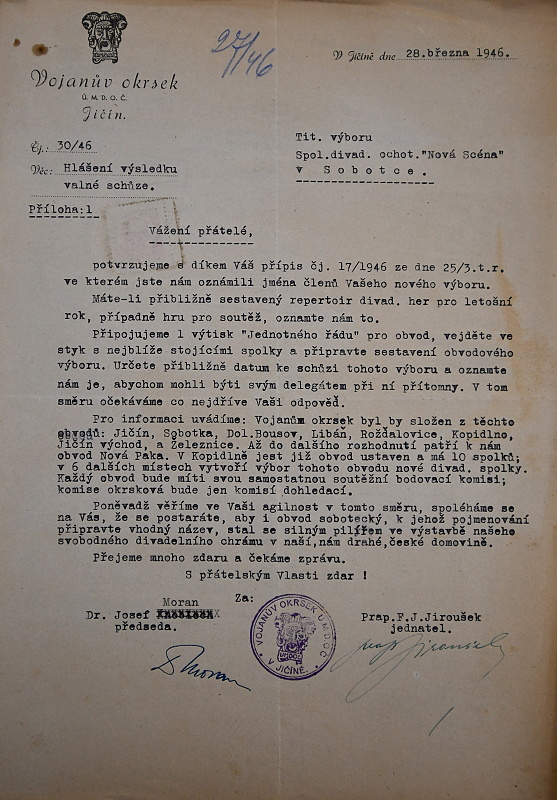 27/46
V Jičíně dne 28.března 1946.
Vojanův okrsek
Ú.M.D.O.Č.
Jičín.
Čj.: 30/46
Věc: Hlášení výsledku
valné schůze.
Příloha:1
Tit. výboru
Spol.divad. ochot."Nová Scéna"
v Sobotce.
Vážení přátelé,
potvrzujeme s díkem Váš přípis čj. 17/1946 ze dne 25/3.t.r.
ve kterém jste nám oznámili jména členů Vašeho nového výboru.
Máte-li přibližně sestavený repertoir divad. her pro letošní
rok, případně hru pro soutěž, oznamte nám to.
Připojujeme 1 výtisk "Jednotného řádu" pro obvod, vejděte ve
styk s nejblíže stojícími spolky a připravte sestavení obvodového
výboru. Určete přibližně datum ke schůzi tohoto výboru a oznamte
nám je, abychom mohli býti svým delegátem při ní přítomny. V tom
směru očekáváme co nejdříve Vaši odpověď.
Pro informaci uvádíme: Vojanům okrsek byl by složen z těchto
obvodů: Jičín, Sobotka, Dol.Bousov, Libáň, Rožďalovice, Kopidlno,
Jičín východ, a Železnice. Až do dalšího rozhodnutí patří k nám
obvod Nová Paka. V Kopidlně jest již obvod ustaven a má 10 spolků;
v 6 dalších místech vytvoří výbor tohoto obvodu nové divad. spolky.
Každý obvod bude míti svou samostatnou soutěžní bodovací komisi;
komise okrsková bude jen komisí dohledací.
Poněvadž věříme ve Vaši agilnost v tomto směru, spoléháme se
na Vás, že se postaráte, aby i obvod sobotecký, k jehož pojmenování
připravte vhodný název, stal se silným pilířem ve výstavbě našeho
svobodného divadelního chrámu v naší,nám drahé,české domovině.
Přejeme mnoho zdaru a čekáme zprávu.
S přátelským Vlasti zdar !
Za:
Moran
Dr. Josef
předseda.
VOJANŮV OKRSEK Ú.M.D.O.Č.
V JIČÍNĚ.
Prap.F.J.Jiroušek
jednatel.